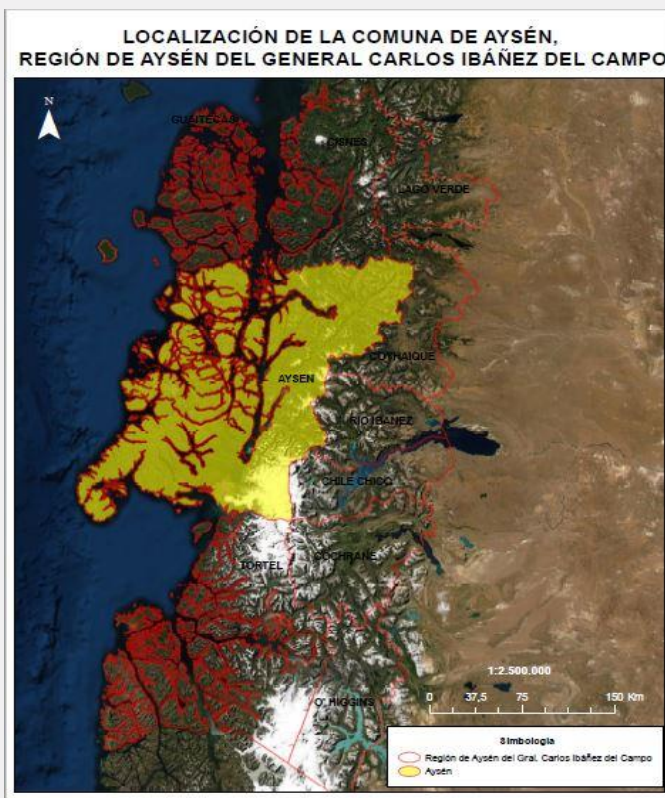 LOCALIZACIÓN DE LA COMUNA DE AYSÉN,
REGIÓN DE AYSÉN DEL GENERAL CARLOS IBÁÑEZ DEL CAMPO
N
GUAITECAS
CISNES
LAGO VERDE
COYHAIQUE
AYSEN
RIO IBAÑEZ
CHILE CHICO
COCHRANE
TORTEL
1:2.500.000
0 37,5 75 150 Km
O' HIGGINS
Simbología
Región de Aysén del Gral. Carlos Ibáñez del Campo
Aysén